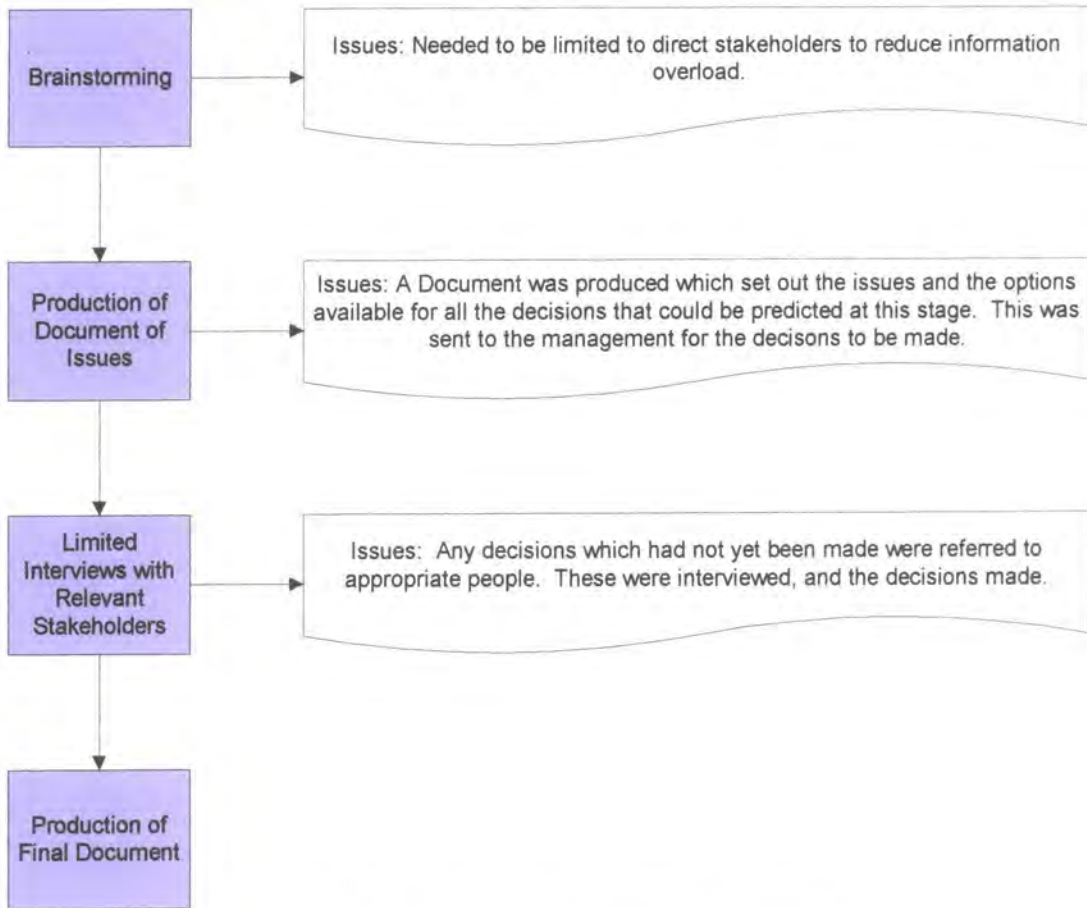 Brainstorming
Issues: Needed to be limited to direct stakeholders to reduce information
overload.
Production of
Document of
Issues
Issues: A Document was produced which set out the issues and the options
available for all the decisions that could be predicted at this stage. This was
sent to the management for the decisons to be made.
Limited
Interviews with
Relevant
Stakeholders
Issues: Any decisions which had not yet been made were referred to
appropriate people. These were interviewed, and the decisions made.
Production of
Final Document